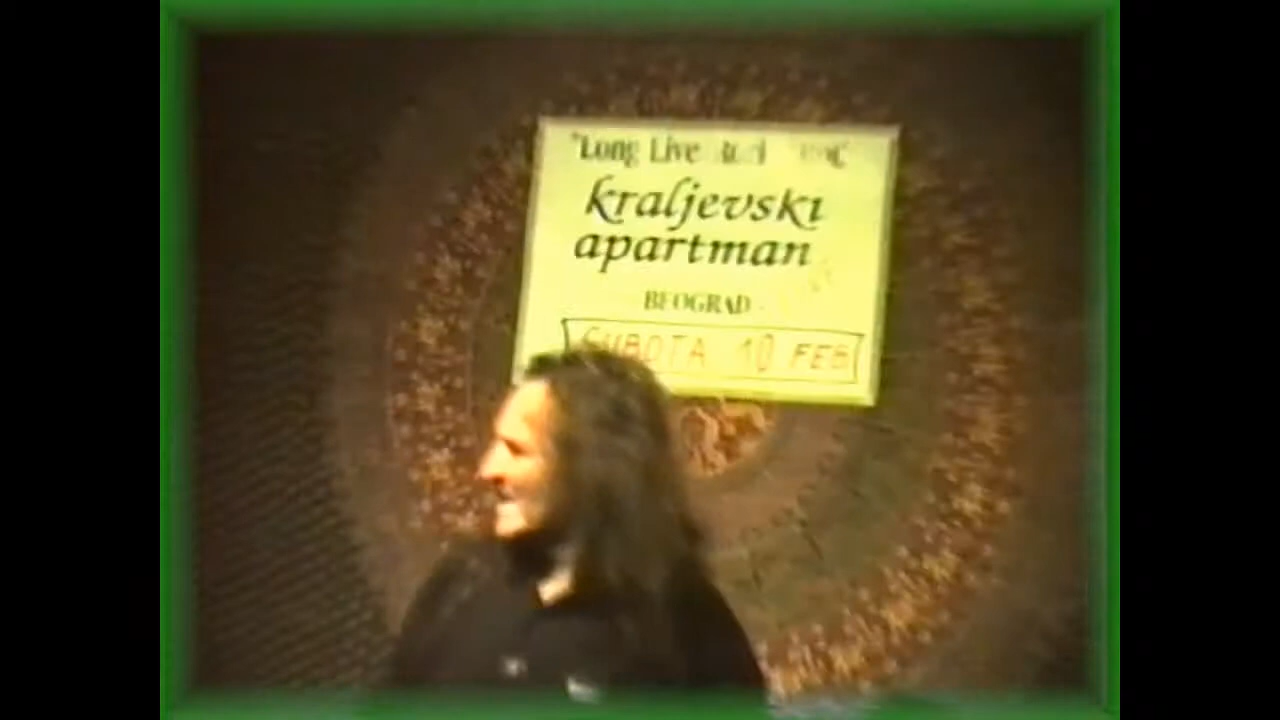 "Long Live
kraljevski
apartman
BEOGRAD -
SUBOTA 10 FEB